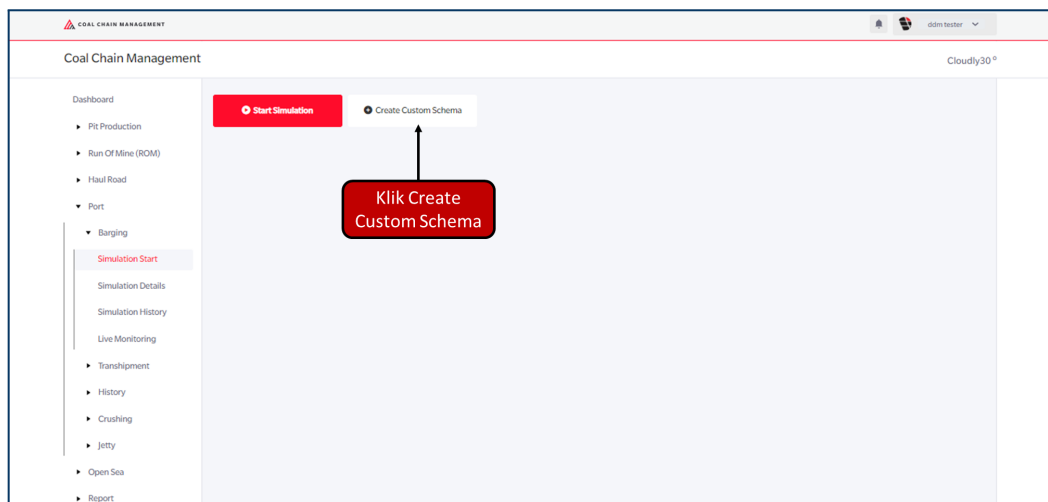 COAL CHAIN MANAGEMENT
ddm tester
Coal Chain Management
Cloudly30 °
Dashboard
Pit Production
Run Of Mine (ROM)
Haul Road
Port
Barging
Simulation Start
Simulation Details
Simulation History
Live Monitoring
Transhipment
History
Crushing
Jetty
Open Sea
Report
Start Simulation
Create Custom Schema
Klik Create
Custom Schema